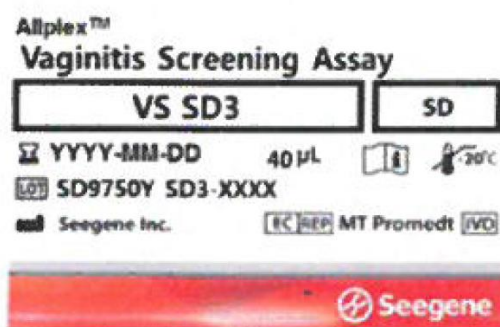 Allplex™
Vaginitis Screening Assay
VS SD3 SD
YYYY-MM-DD 40 µL -20°C
LOT SD9750Y SD3-XXXX
Seegene Inc. EC REP MT Promedt IVD
Seegene